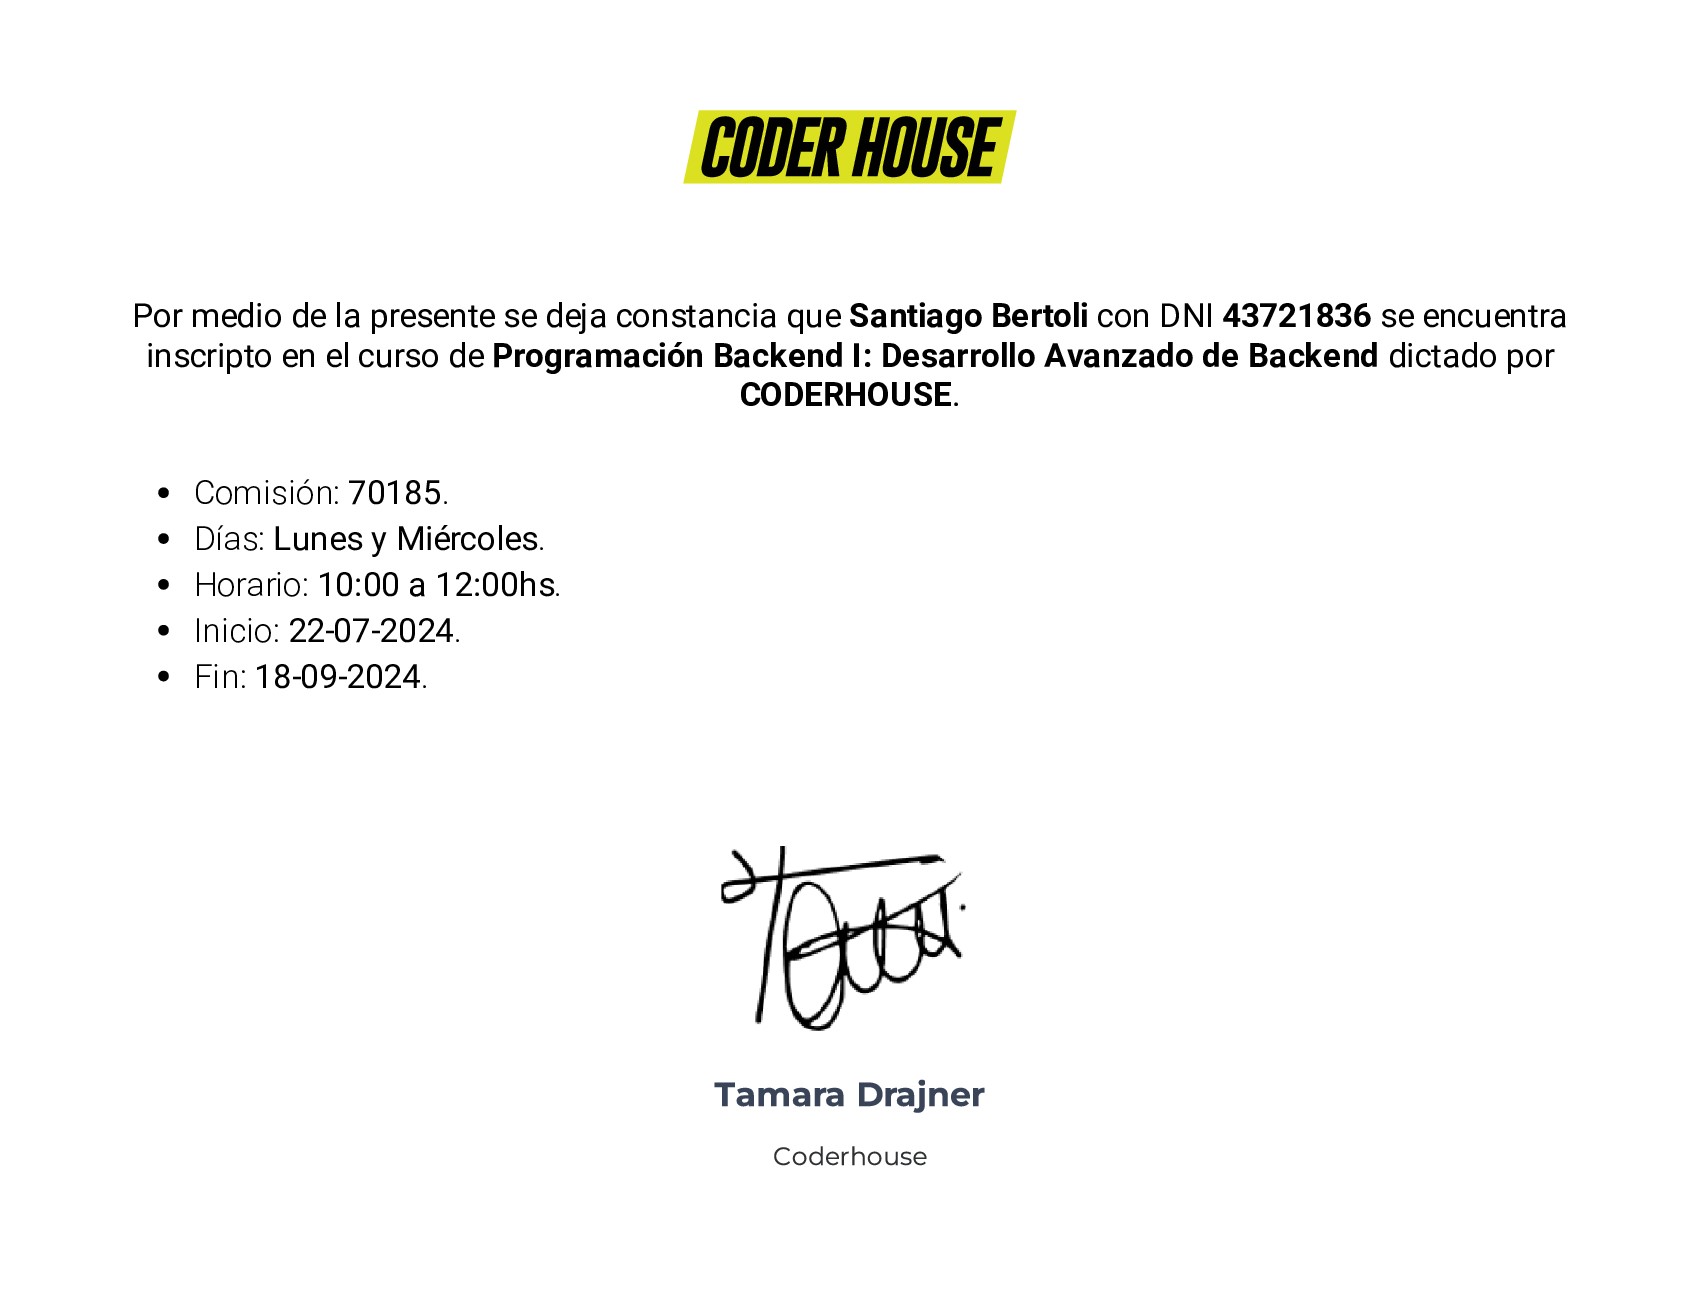 CODER HOUSE
Por medio de la presente se deja constancia que Santiago Bertoli con DNI 43721836 se encuentra
inscripto en el curso de Programación Backend I: Desarrollo Avanzado de Backend dictado por
CODERHOUSE.
• Comisión: 70185.
• Días: Lunes y Miércoles.
• Horario: 10:00 a 12:00hs.
• Inicio: 22-07-2024.
• Fin: 18-09-2024.
Tamara Drajner
Coderhouse